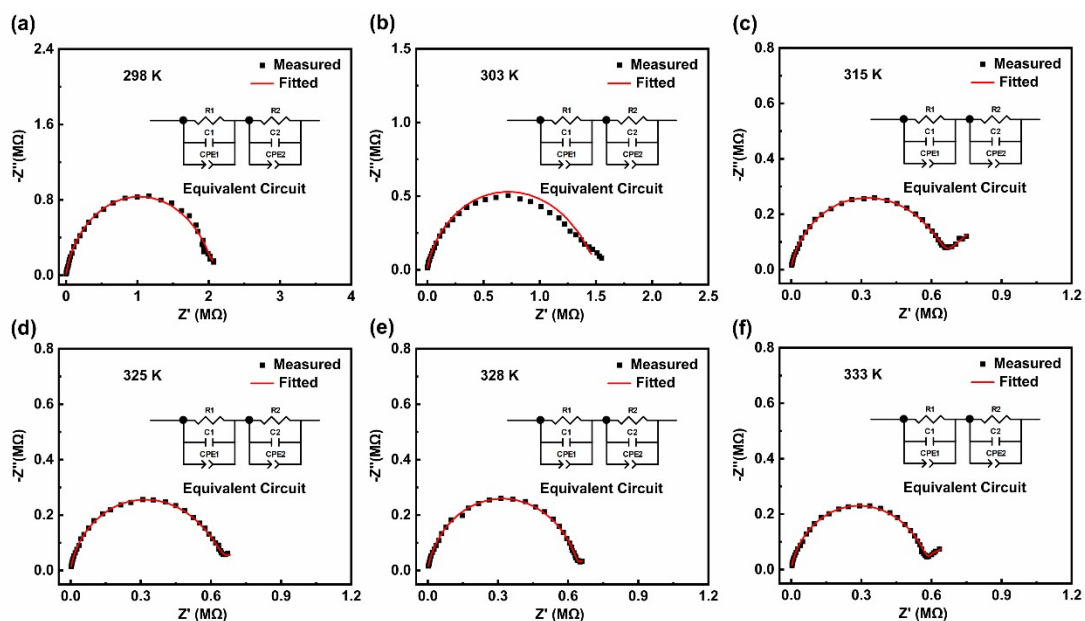 (a)
2.4
1.8
1.2
0.6
0.0
-Z''(MΩ)
298 K
Measured
Fitted
R1
R2
C1
C2
CPE1
CPE2
Equivalent Circuit
0
1
2
3
4
Z' (MΩ)
(b)
1.5
1.0
0.5
0.0
-Z''(MΩ)
303 K
Measured
Fitted
R1
R2
C1
C2
CPE1
CPE2
Equivalent Circuit
0.0
0.5
1.0
1.5
2.0
2.5
Z' (MΩ)
(c)
0.8
0.6
0.4
0.2
0.0
-Z''(MΩ)
315 K
Measured
Fitted
R1
R2
C1
C2
CPE1
CPE2
Equivalent Circuit
0.0
0.3
0.6
0.9
1.2
Z' (MΩ)
(d)
0.8
0.6
0.4
0.2
0.0
-Z''(MΩ)
325 K
Measured
Fitted
R1
R2
C1
C2
CPE1
CPE2
Equivalent Circuit
0.0
0.3
0.6
0.9
1.2
Z' (MΩ)
(e)
0.8
0.6
0.4
0.2
0.0
-Z''(MΩ)
328 K
Measured
Fitted
R1
R2
C1
C2
CPE1
CPE2
Equivalent Circuit
0.0
0.3
0.6
0.9
1.2
Z' (MΩ)
(f)
0.8
0.6
0.4
0.2
0.0
-Z''(MΩ)
333 K
Measured
Fitted
R1
R2
C1
C2
CPE1
CPE2
Equivalent Circuit
0.0
0.3
0.6
0.9
1.2
Z' (MΩ)